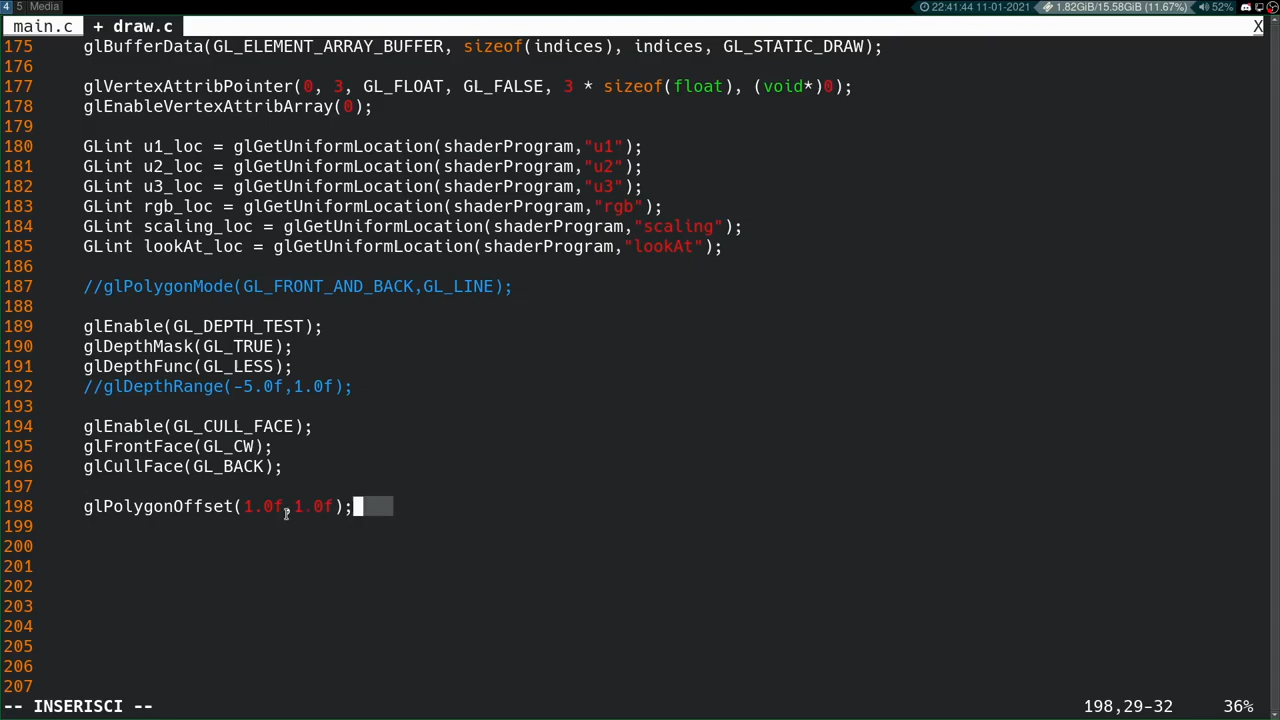 4 5 Media 22:41:44 11-01-2021 1.82GiB/15.58GiB (11.67%) 52%
main.c + draw.c X
175 glBufferData(GL_ELEMENT_ARRAY_BUFFER, sizeof(indices), indices, GL_STATIC_DRAW);
176
177 glVertexAttribPointer(0, 3, GL_FLOAT, GL_FALSE, 3 * sizeof(float), (void*)0);
178 glEnableVertexAttribArray(0);
179
180 GLint u1_loc = glGetUniformLocation(shaderProgram,"u1");
181 GLint u2_loc = glGetUniformLocation(shaderProgram,"u2");
182 GLint u3_loc = glGetUniformLocation(shaderProgram,"u3");
183 GLint rgb_loc = glGetUniformLocation(shaderProgram,"rgb");
184 GLint scaling_loc = glGetUniformLocation(shaderProgram,"scaling");
185 GLint lookAt_loc = glGetUniformLocation(shaderProgram,"lookAt");
186
187 //glPolygonMode(GL_FRONT_AND_BACK,GL_LINE);
188
189 glEnable(GL_DEPTH_TEST);
190 glDepthMask(GL_TRUE);
191 glDepthFunc(GL_LESS);
192 //glDepthRange(-5.0f,1.0f);
193
194 glEnable(GL_CULL_FACE);
195 glFrontFace(GL_CW);
196 glCullFace(GL_BACK);
197
198 glPolygonOffset(1.0f,1.0f);
199
200
201
202
203
204
205
206
207
-- INSERISCI -- 198,29-32 36%